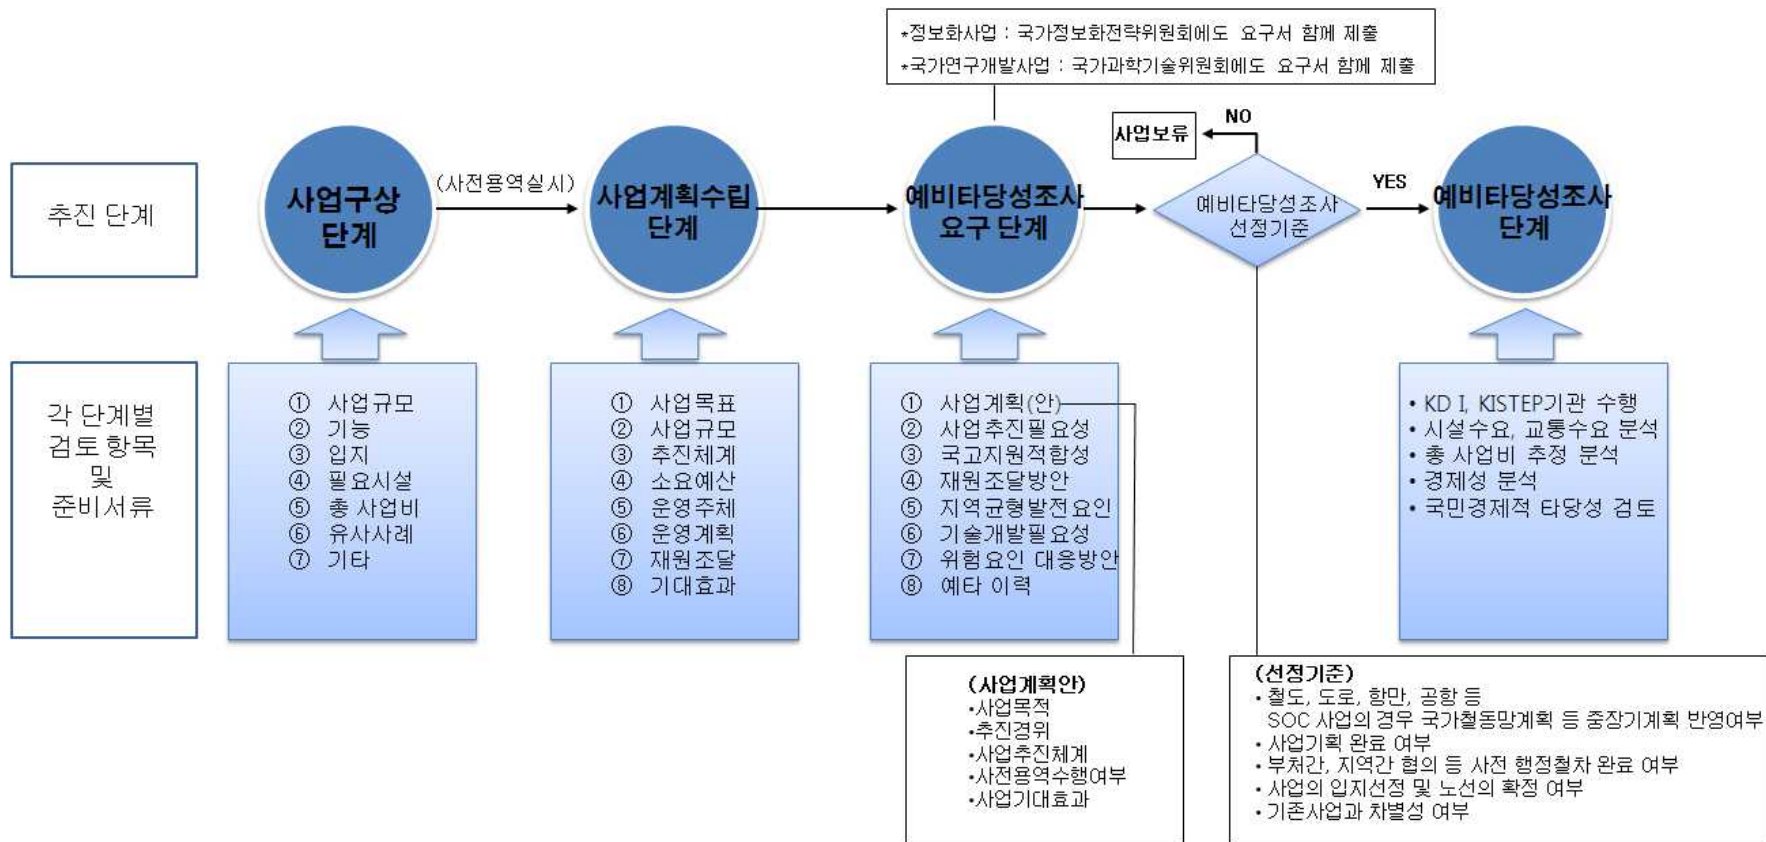 *정보화사업 : 국가정보화전략위원회에도 요구서 함께 제출
*국가연구개발사업 : 국가과학기술위원회에도 요구서 함께 제출
추진 단계
사업구상
단계
(사전용역실시)
사업계획수립
단계
예비타당성조사
요구 단계
사업보류
NO
예비타당성조사
선정기준
YES
예비타당성조사
단계
각 단계별
검토 항목
및
준비서류
① 사업규모
② 기능
③ 입지
④ 필요시설
⑤ 총 사업비
⑥ 유사사례
⑦ 기타
① 사업목표
② 사업규모
③ 추진체계
④ 소요예산
⑤ 운영주체
⑥ 운영계획
⑦ 재원조달
⑧ 기대효과
① 사업계획(안)
② 사업추진필요성
③ 국고지원적합성
④ 재원조달방안
⑤ 지역균형발전요인
⑥ 기술개발필요성
⑦ 위험요인 대응방안
⑧ 예타 이력
• KD I, KISTEP기관 수행
• 시설수요, 교통수요 분석
• 총 사업비 추정 분석
• 경제성 분석
• 국민경제적 타당성 검토
(사업계획안)
•사업목적
•추진경위
•사업추진체계
•사전용역수행여부
•사업기대효과
(선정기준)
• 철도, 도로, 항만, 공항 등
SOC 사업의 경우 국가철동망계획 등 중장기계획 반영여부
• 사업기획 완료 여부
• 부처간, 지역간 협의 등 사전 행정철차 완료 여부
• 사업의 입지선정 및 노선의 확정 여부
• 기존사업과 차별성 여부